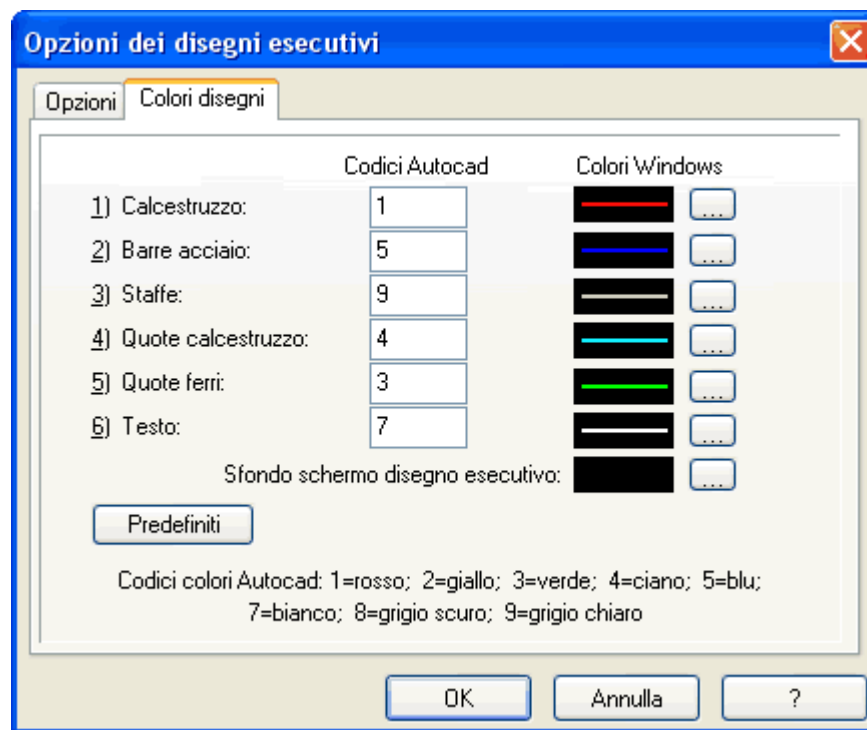 Opzioni dei disegni esecutivi
Opzioni Colori disegni
Codici Autocad Colori Windows
1) Calcestruzzo: 1 ...
2) Barre acciaio: 5 ...
3) Staffe: 9 ...
4) Quote calcestruzzo: 4 ...
5) Quote ferri: 3 ...
6) Testo: 7 ...
Sfondo schermo disegno esecutivo: ...
Predefiniti
Codici colori Autocad: 1=rosso; 2=giallo; 3=verde; 4=ciano; 5=blu;
7=bianco; 8=grigio scuro; 9=grigio chiaro
OK Annulla ?